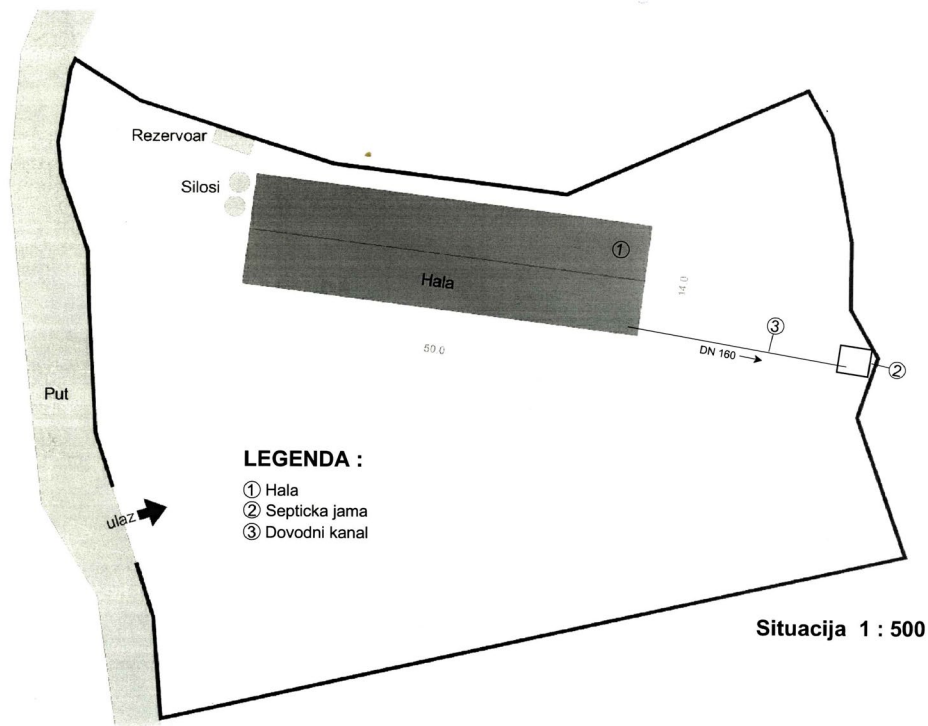 Rezervoar
Silosi
①
Hala
14.0
③
50.0
DN 160
②
Put
LEGENDA :
① Hala
② Septicka jama
③ Dovodni kanal
ulaz
Situacija 1 : 500